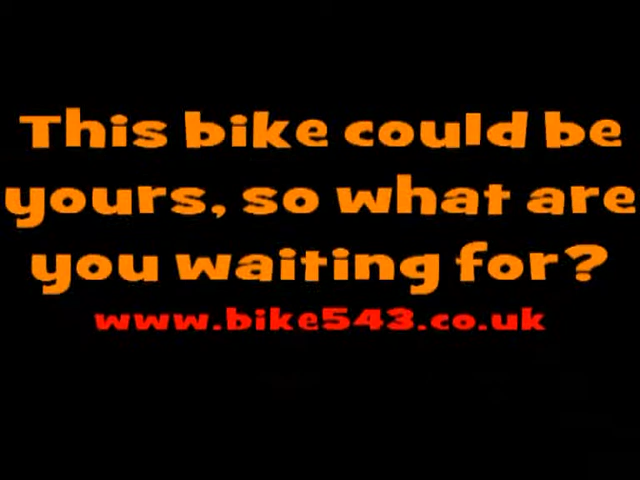 This bike could be
yours, so what are
you waiting for?
www.bike543.co.uk